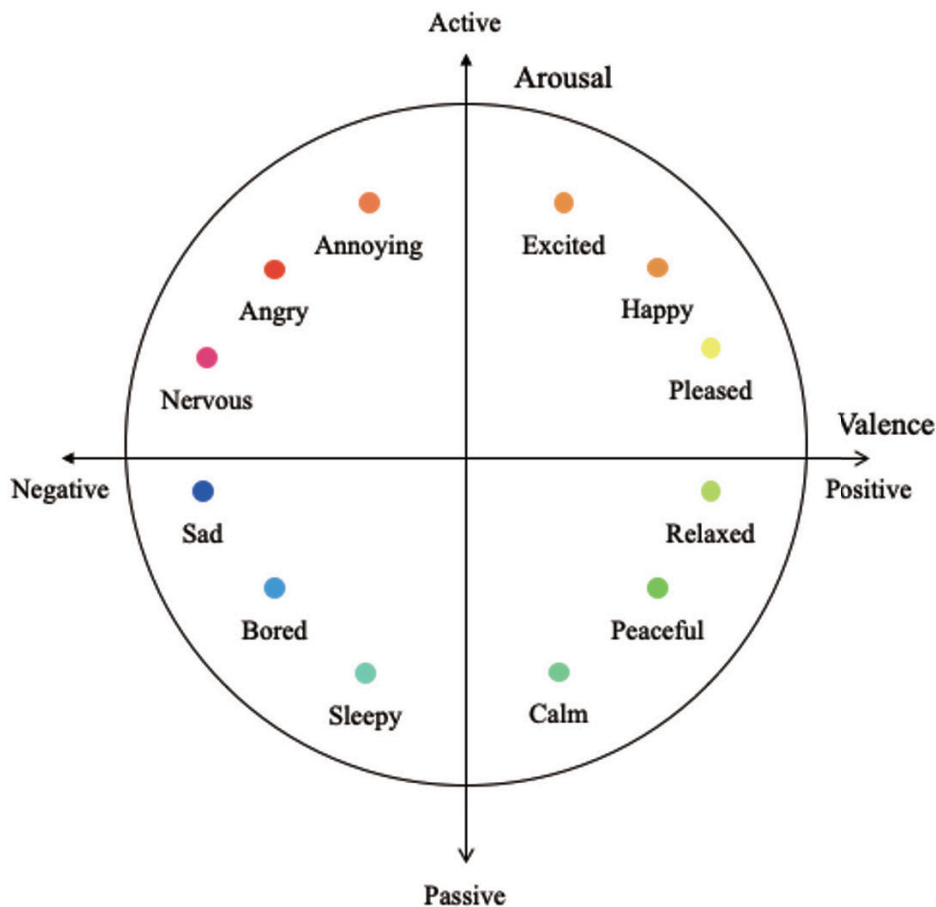 Active
Arousal
Annoying
Excited
Angry
Happy
Nervous
Pleased
Valence
Negative
Positive
Sad
Relaxed
Bored
Peaceful
Sleepy
Calm
Passive